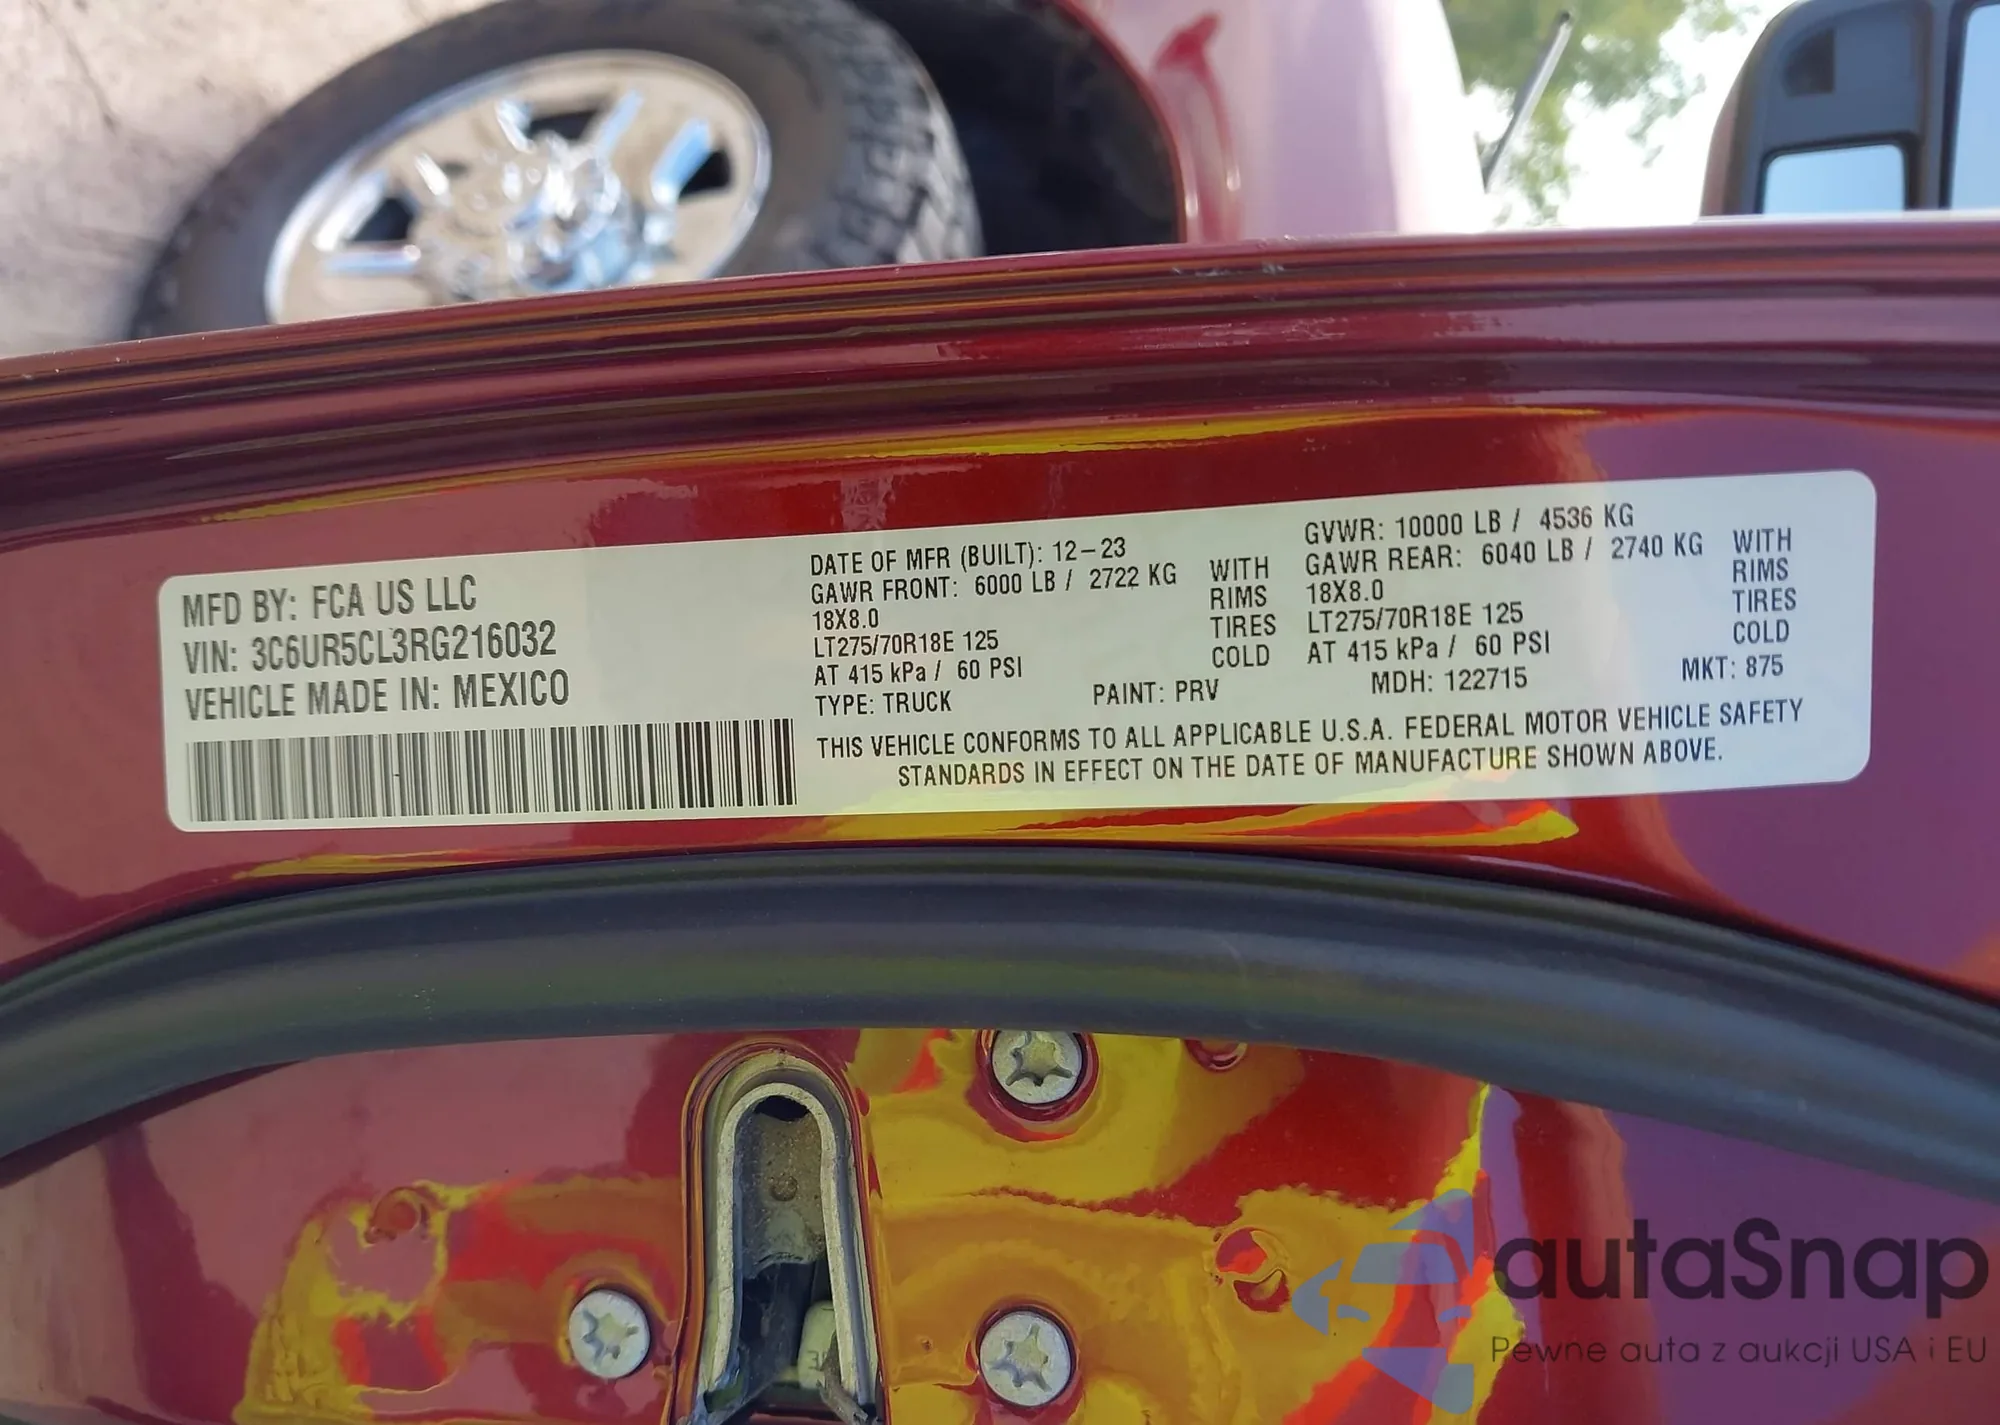 MFD BY: FCA US LLC
VIN: 3C6UR5CL3RG216032
VEHICLE MADE IN: MEXICO
DATE OF MFR (BUILT): 12-23
GAWR FRONT: 6000 LB / 2722 KG
18X8.0
LT275/70R18E 125
AT 415 kPa / 60 PSI
WITH
RIMS
TIRES
COLD
GVWR: 10000 LB / 4536 KG
GAWR REAR: 6040 LB / 2740 KG
18X8.0
LT275/70R18E 125
AT 415 kPa / 60 PSI
WITH
RIMS
TIRES
COLD
TYPE: TRUCK
PAINT: PRV
MDH: 122715
MKT: 875
THIS VEHICLE CONFORMS TO ALL APPLICABLE U.S.A. FEDERAL MOTOR VEHICLE SAFETY
STANDARDS IN EFFECT ON THE DATE OF MANUFACTURE SHOWN ABOVE.
autaSnap
Pewne auta z aukcji USA i EU